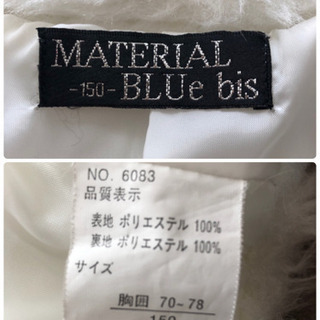 MATERIAL
-150- BLUe bis
NO. 6083
品質表示
表地 ポリエステル 100%
裏地 ポリエステル 100%
サイズ
胸囲 70~78
150